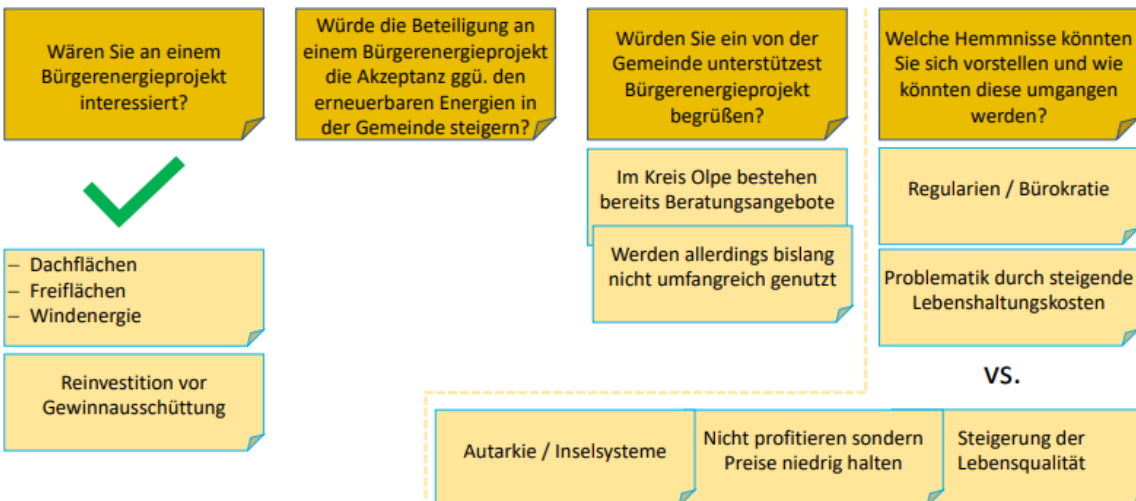 Wären Sie an einem
Bürgerenergieprojekt
interessiert?
Würde die Beteiligung an
einem Bürgerenergieprojekt
die Akzeptanz ggü. den
erneuerbaren Energien in
der Gemeinde steigern?
Würden Sie ein von der
Gemeinde unterstützest
Bürgerenergieprojekt
begrüßen?
Welche Hemmnisse könnten
Sie sich vorstellen und wie
könnten diese umgangen
werden?
– Dachflächen
– Freiflächen
– Windenergie
Reinvestition vor
Gewinnausschüttung
Im Kreis Olpe bestehen
bereits Beratungsangebote
Werden allerdings bislang
nicht umfangreich genutzt
Regularien / Bürokratie
Problematik durch steigende
Lebenshaltungskosten
vs.
Autarkie / Inselsysteme
Nicht profitieren sondern
Preise niedrig halten
Steigerung der
Lebensqualität